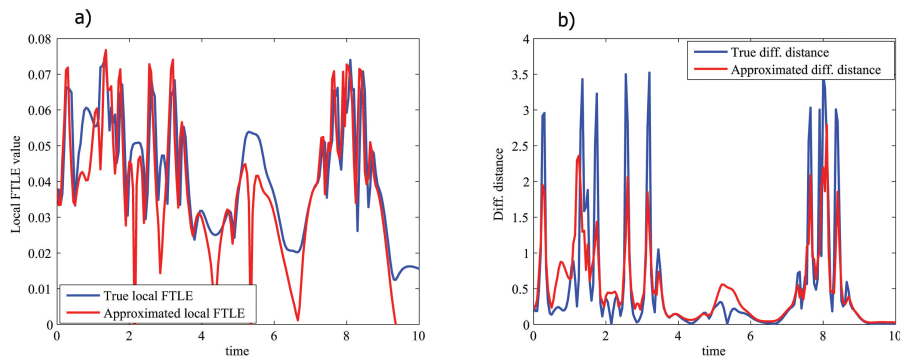 a)
0.08
0.07
0.06
0.05
0.04
0.03
0.02
0.01
0
Local FTLE value
True local FTLE
Approximated local FTLE
0 2 4 6 8 10
time
b)
4
3.5
3
2.5
2
1.5
1
0.5
0
Diff. distance
True diff. distance
Approximated diff. distance
0 2 4 6 8 10
time